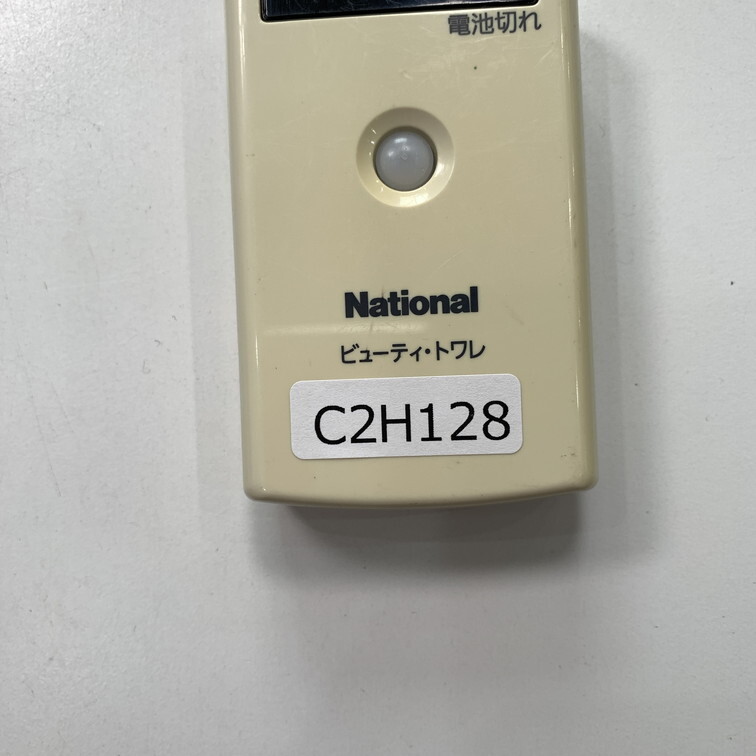 電池切れ
National
ビューティ・トワレ
C2H128